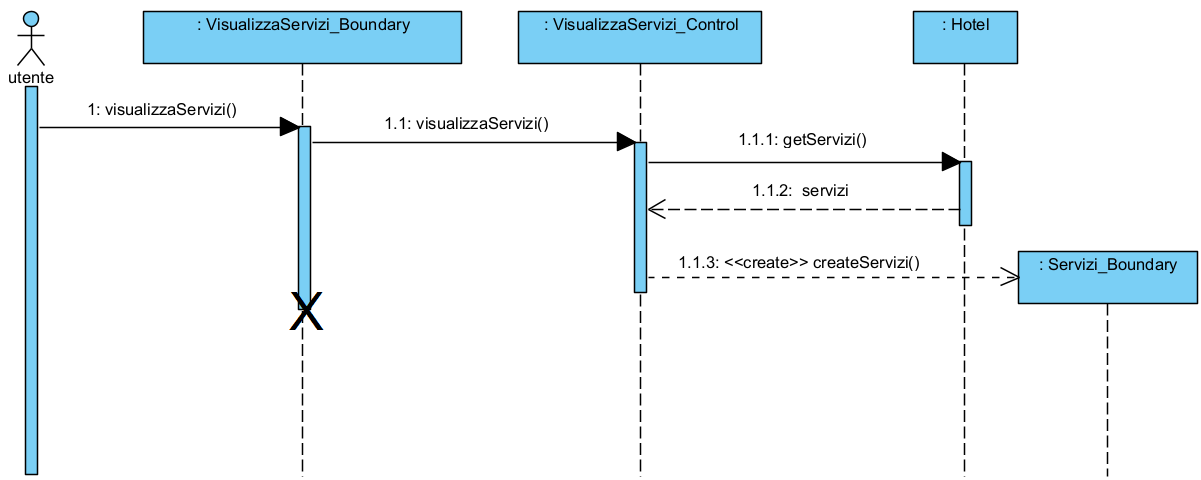 utente
: VisualizzaServizi_Boundary
: VisualizzaServizi_Control
: Hotel
1: visualizzaServizi()
1.1: visualizzaServizi()
1.1.1: getServizi()
1.1.2: servizi
1.1.3: <<create>> createServizi()
: Servizi_Boundary